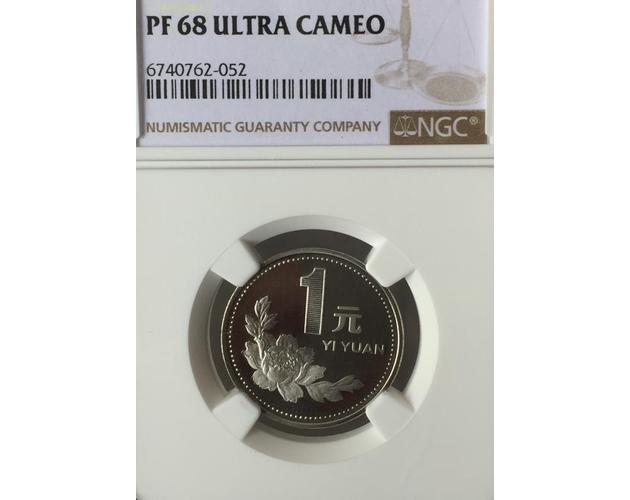 PF 68 ULTRA CAMEO
6740762-052
NUMISMATIC GUARANTY COMPANY NGC®
1元
YI YUAN